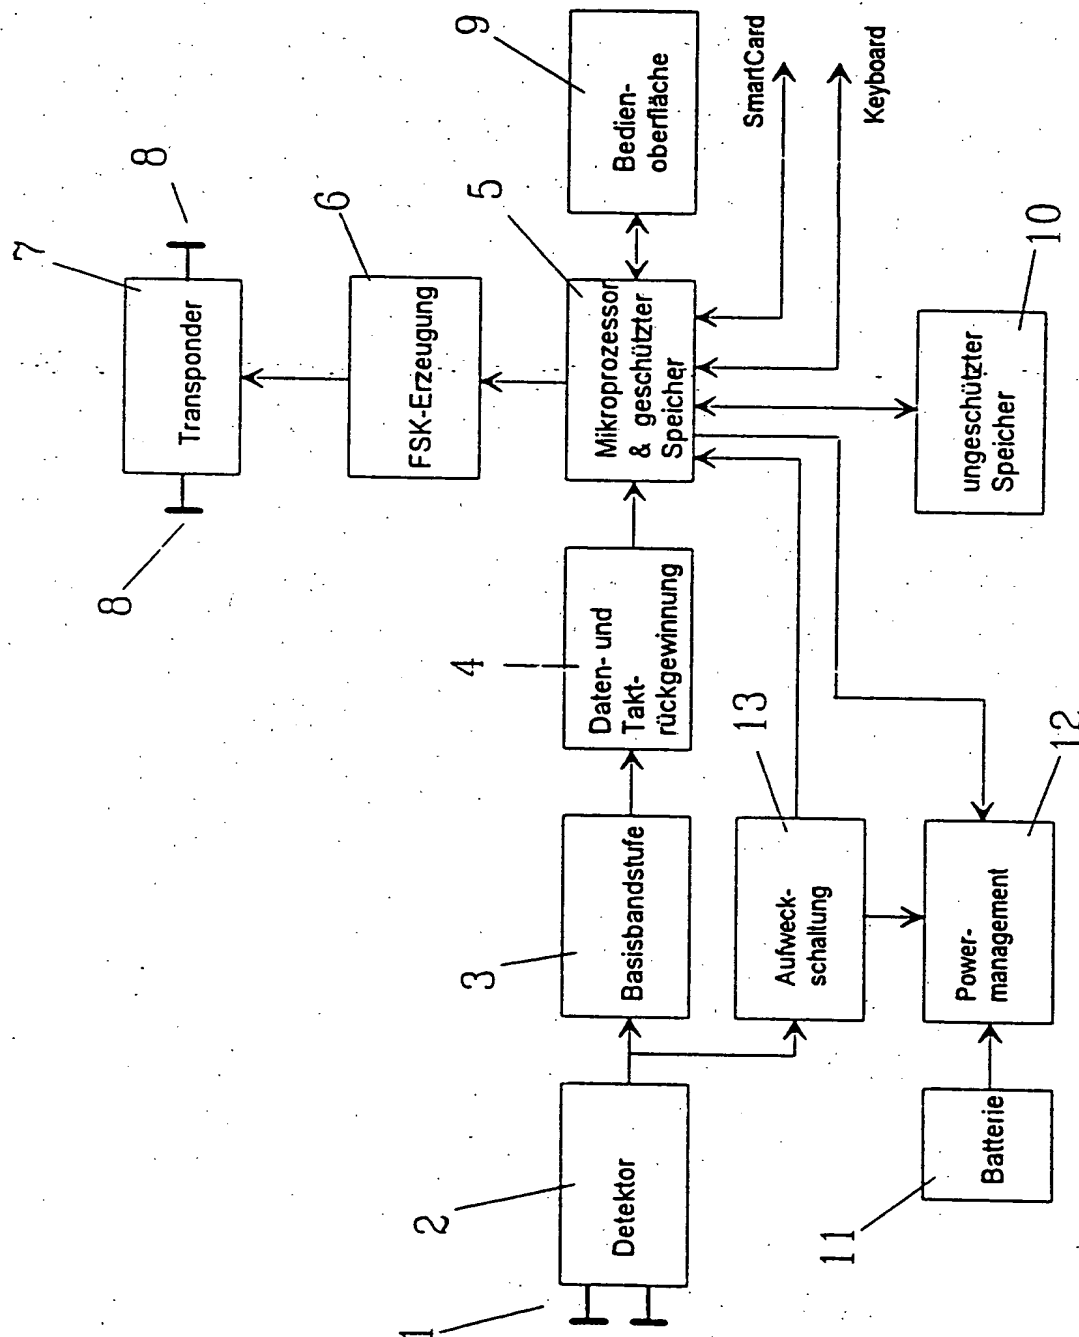 1
2
Detektor
3
Basisbandstufe
4
Daten- und
Takt-
rückgewinnung
5
Mikroprozessor
& geschützter
Speicher
6
FSK-Erzeugung
7
Transponder
8
8
9
Bedien-
oberfläche
SmartCard
Keyboard
10
ungeschützter
Speicher
11
Batterie
12
Power-
management
13
Aufweck-
schaltung